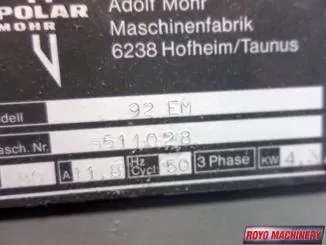 POLAR
MOHR
Adolf Mohr
Maschinenfabrik
6238 Hofheim/Taunus
dell 92 EM
asch. Nr. 5511028
A 11,8 Hz Cycl 50 3 Phase KW 4,5
ROYO MACHINERY